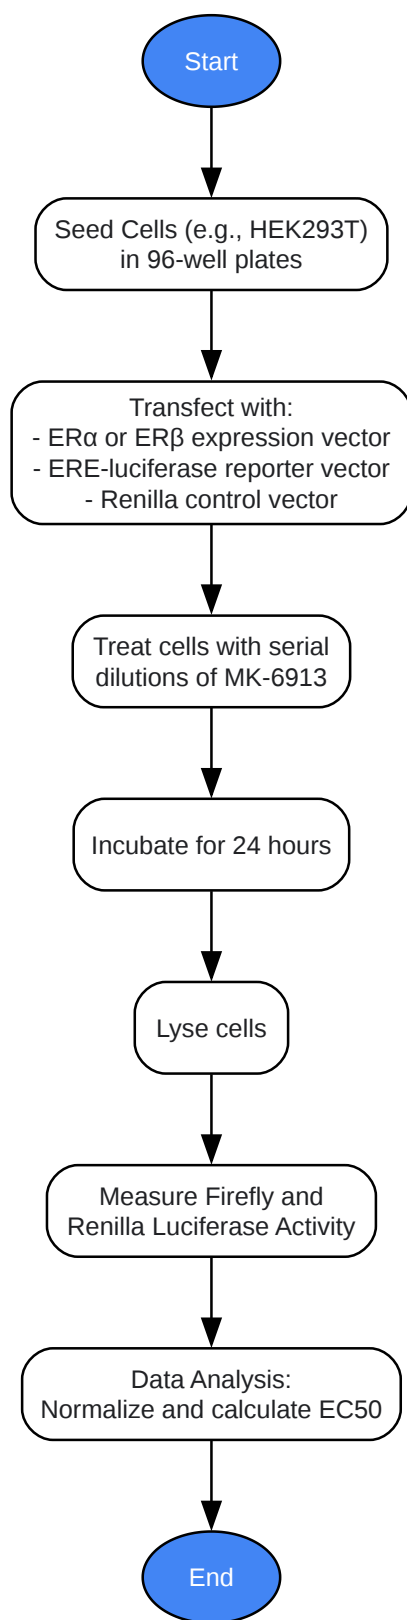 Start
Seed Cells (e.g., HEK293T)
in 96-well plates
Transfect with:
- ERα or ERβ expression vector
- ERE-luciferase reporter vector
- Renilla control vector
Treat cells with serial
dilutions of MK-6913
Incubate for 24 hours
Lyse cells
Measure Firefly and
Renilla Luciferase Activity
Data Analysis:
Normalize and calculate EC50
End